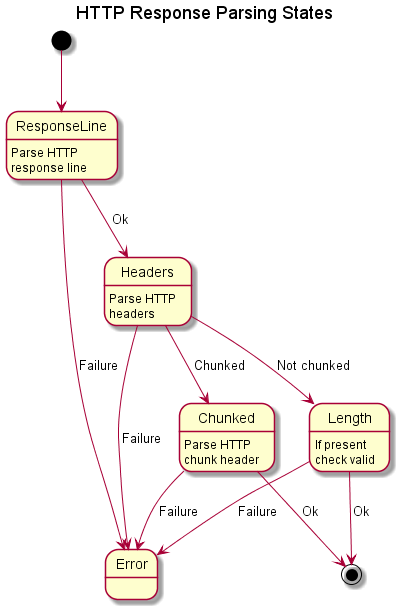 HTTP Response Parsing States
ResponseLine
Parse HTTP
response line
Ok
Headers
Parse HTTP
headers
Failure
Chunked
Not chunked
Failure
Chunked
Parse HTTP
chunk header
Length
If present
check valid
Failure
Failure
Ok
Ok
Error